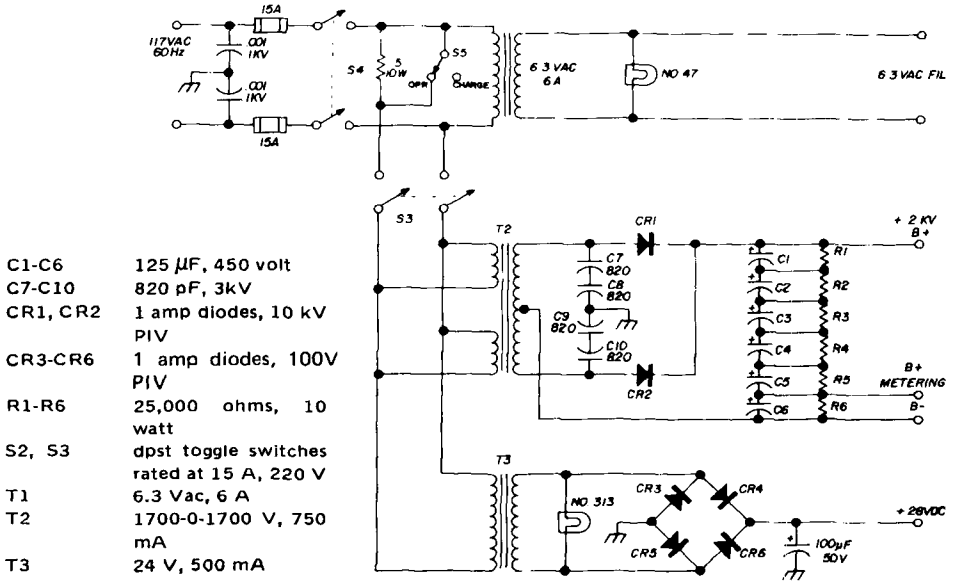 15A
117VAC
60Hz
.001
1KV
.001
1KV
15A
S4
5
10W
S5
OPR
CHARGE
6 3 VAC
6A
NO 47
6 3 VAC FIL
S3
T2
CR1
C7
820
C8
820
C9
820
C10
820
CR2
C1
C2
C3
C4
C5
C6
R1
R2
R3
R4
R5
R6
+ 2 KV
B+
B+
METERING
B-
C1-C6 125 μF, 450 volt
C7-C10 820 pF, 3kV
CR1, CR2 1 amp diodes, 10 kV
PIV
CR3-CR6 1 amp diodes, 100V
PIV
R1-R6 25,000 ohms, 10
watt
S2, S3 dpst toggle switches
rated at 15 A, 220 V
T1 6.3 Vac, 6 A
T2 1700-0-1700 V, 750
mA
T3 24 V, 500 mA
T3
NO 313
CR3
CR4
CR5
CR6
+ 28VDC
+
100μF
50V